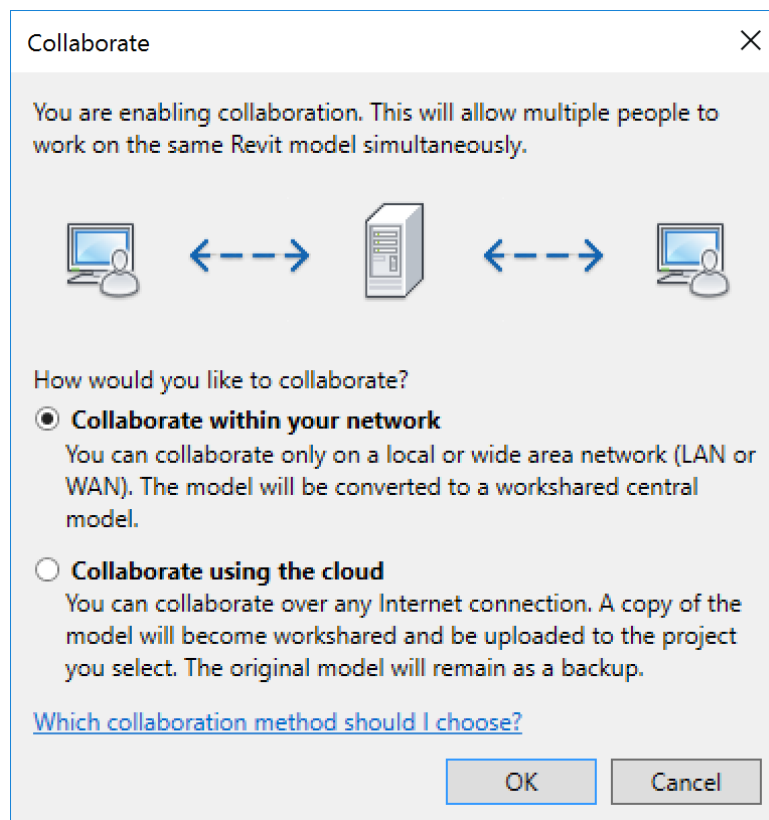 Collaborate
You are enabling collaboration. This will allow multiple people to
work on the same Revit model simultaneously.
How would you like to collaborate?
Collaborate within your network
You can collaborate only on a local or wide area network (LAN or
WAN). The model will be converted to a workshared central
model.
Collaborate using the cloud
You can collaborate over any Internet connection. A copy of the
model will become workshared and be uploaded to the project
you select. The original model will remain as a backup.
Which collaboration method should I choose?
OK Cancel